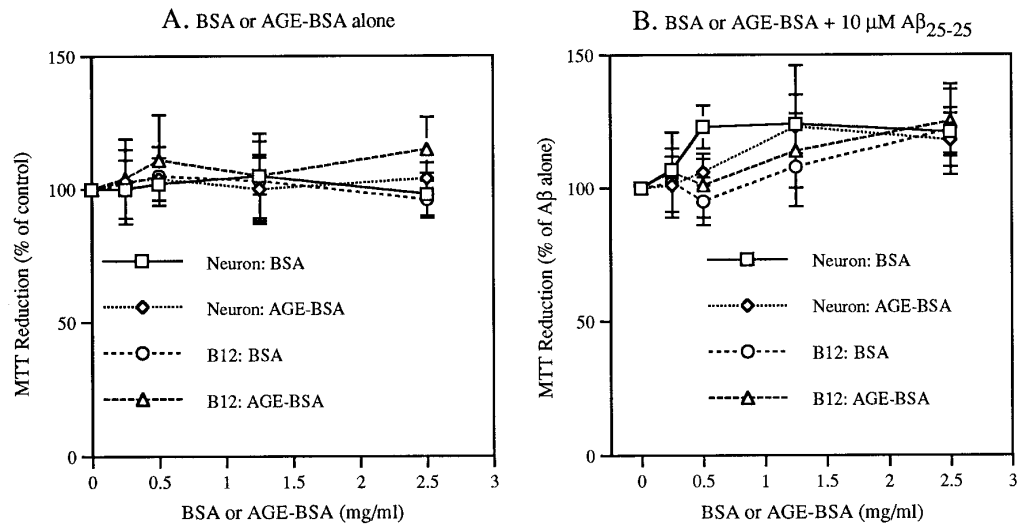 A. BSA or AGE-BSA alone
150
100
50
0
MTT Reduction (% of control)
Neuron: BSA
Neuron: AGE-BSA
B12: BSA
B12: AGE-BSA
0 0.5 1 1.5 2 2.5 3
BSA or AGE-BSA (mg/ml)
B. BSA or AGE-BSA + 10 μM Aβ25-25
150
100
50
0
MTT Reduction (% of Aβ alone)
Neuron: BSA
Neuron: AGE-BSA
B12: BSA
B12: AGE-BSA
0 0.5 1 1.5 2 2.5 3
BSA or AGE-BSA (mg/ml)